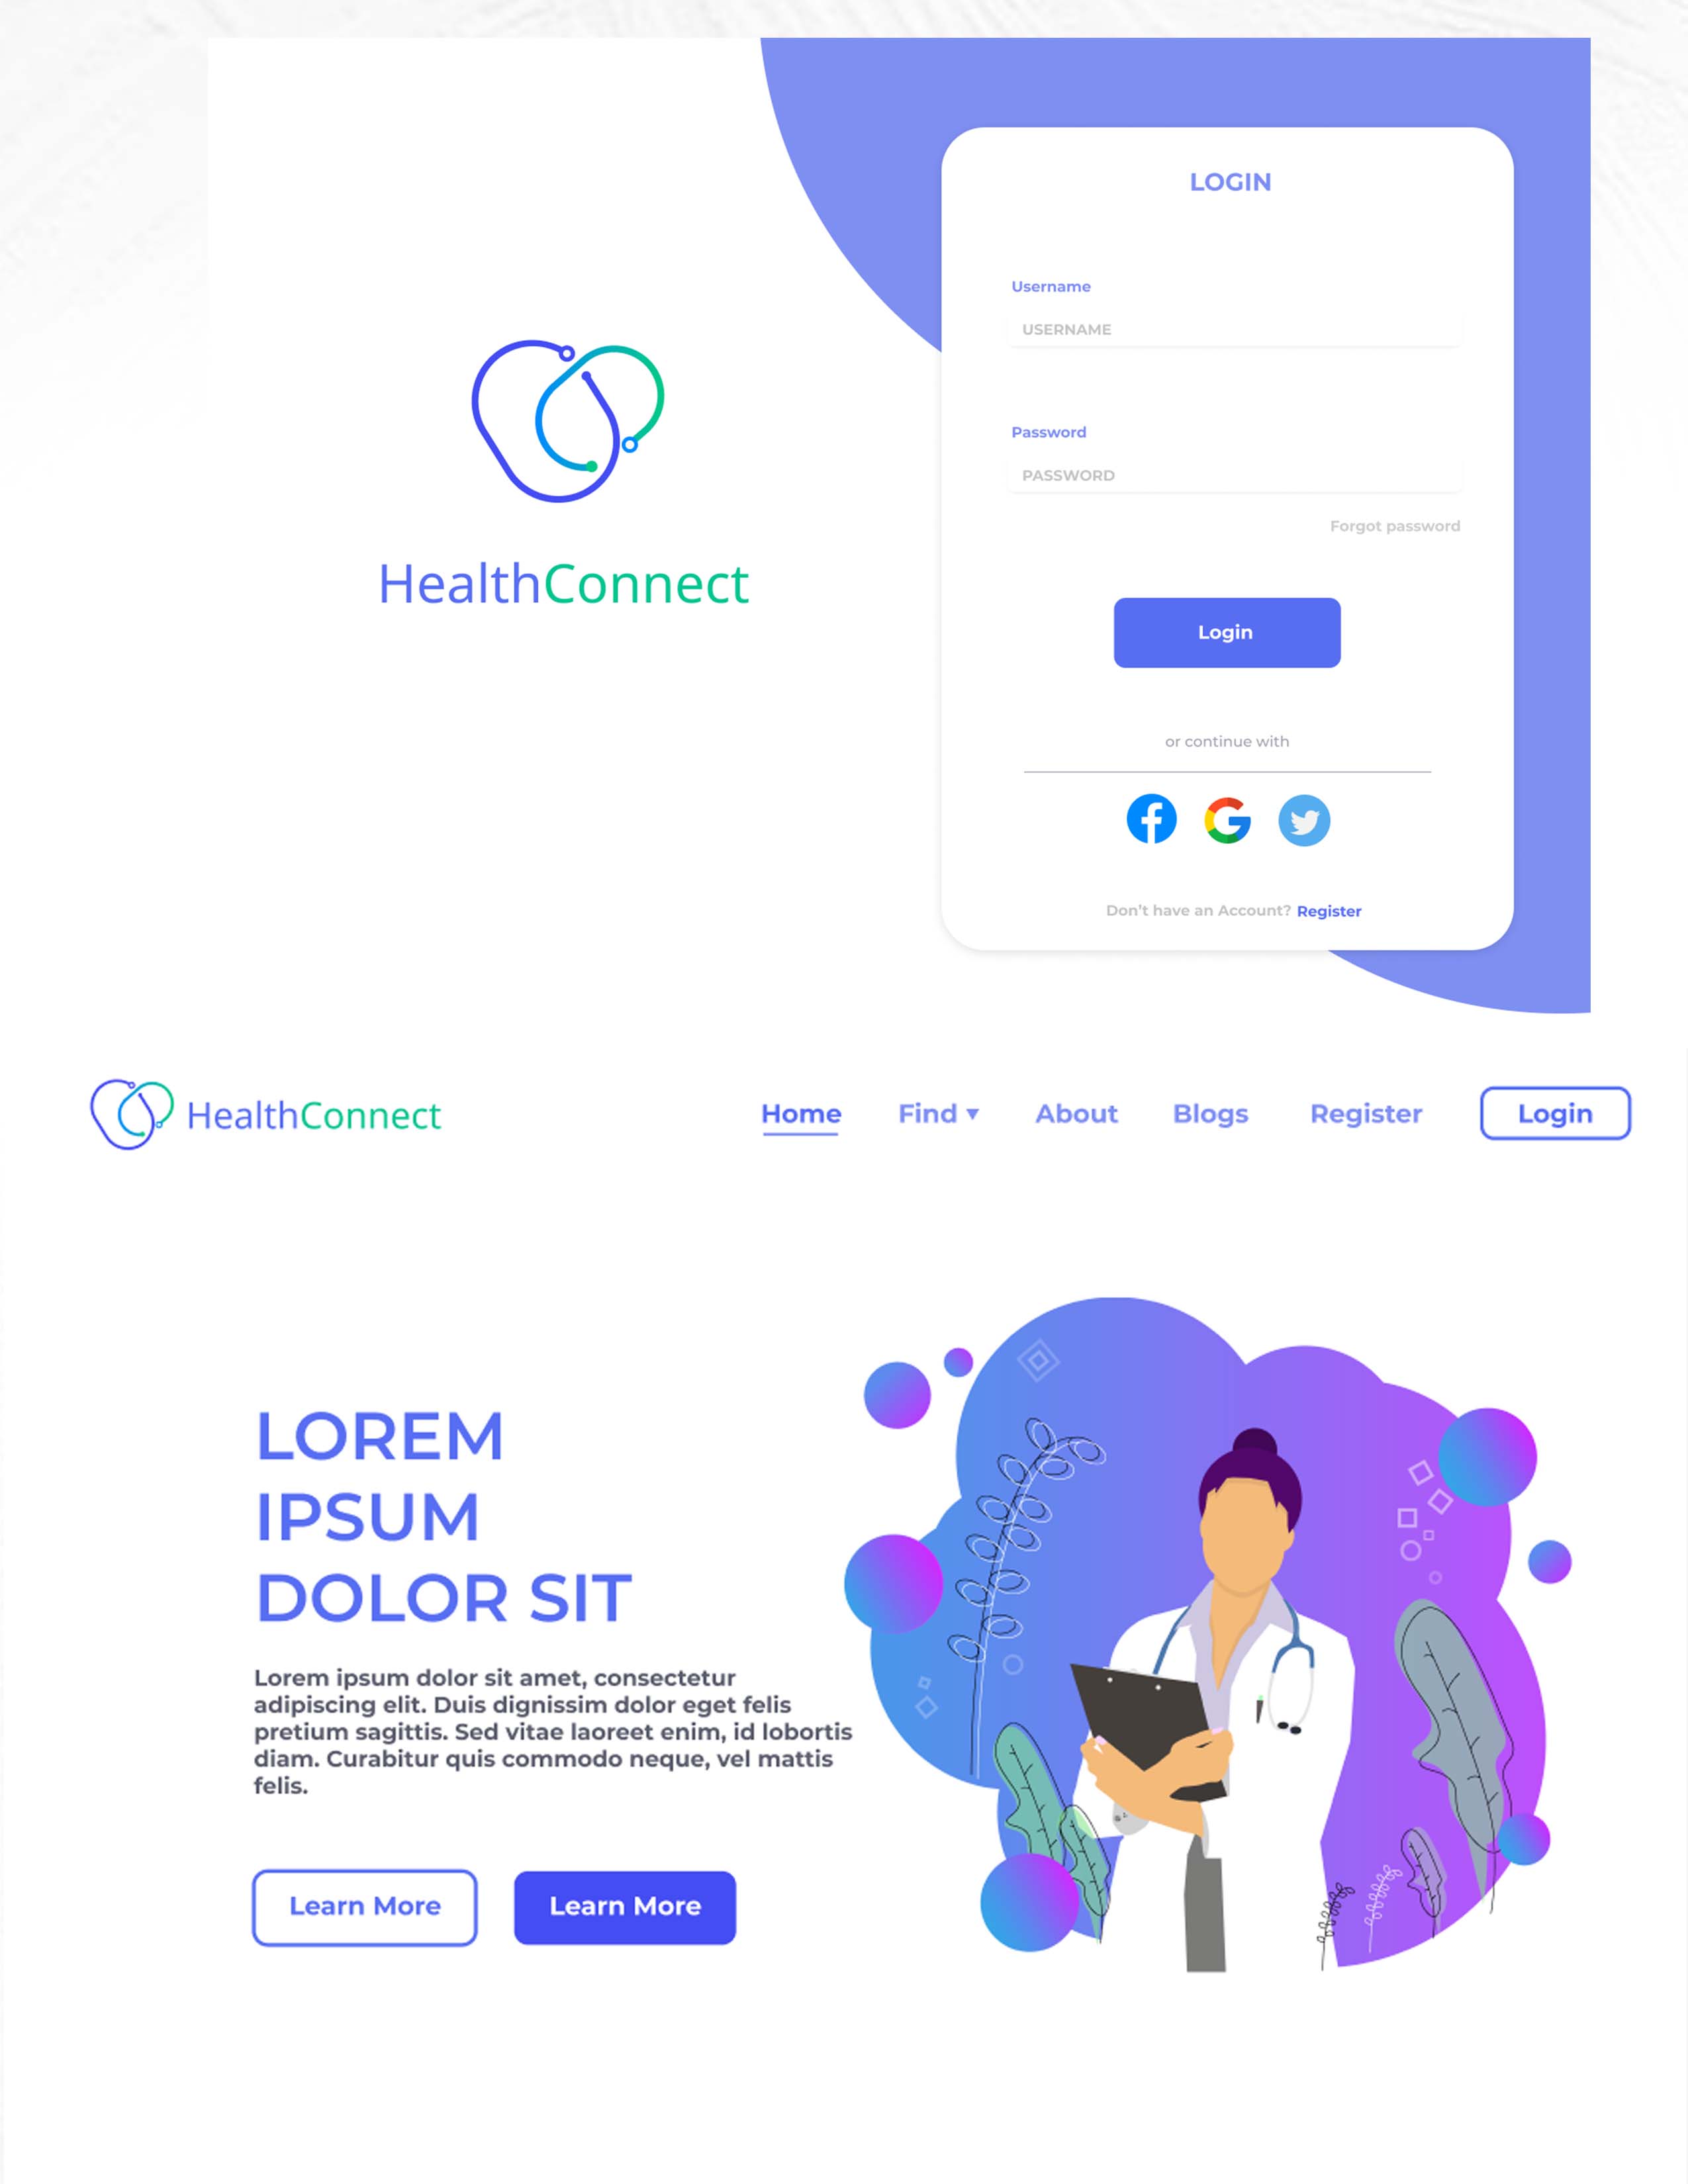 LOGIN
Username
USERNAME
Password
PASSWORD
Forgot password
HealthConnect
Login
or continue with
Don't have an Account? Register
HealthConnect
Home Find ▼ About Blogs Register Login
LOREM
IPSUM
DOLOR SIT
Lorem ipsum dolor sit amet, consectetur
adipiscing elit. Duis dignissim dolor eget felis
pretium sagittis. Sed vitae laoreet enim, id lobortis
diam. Curabitur quis commodo neque, vel mattis
felis.
Learn More Learn More